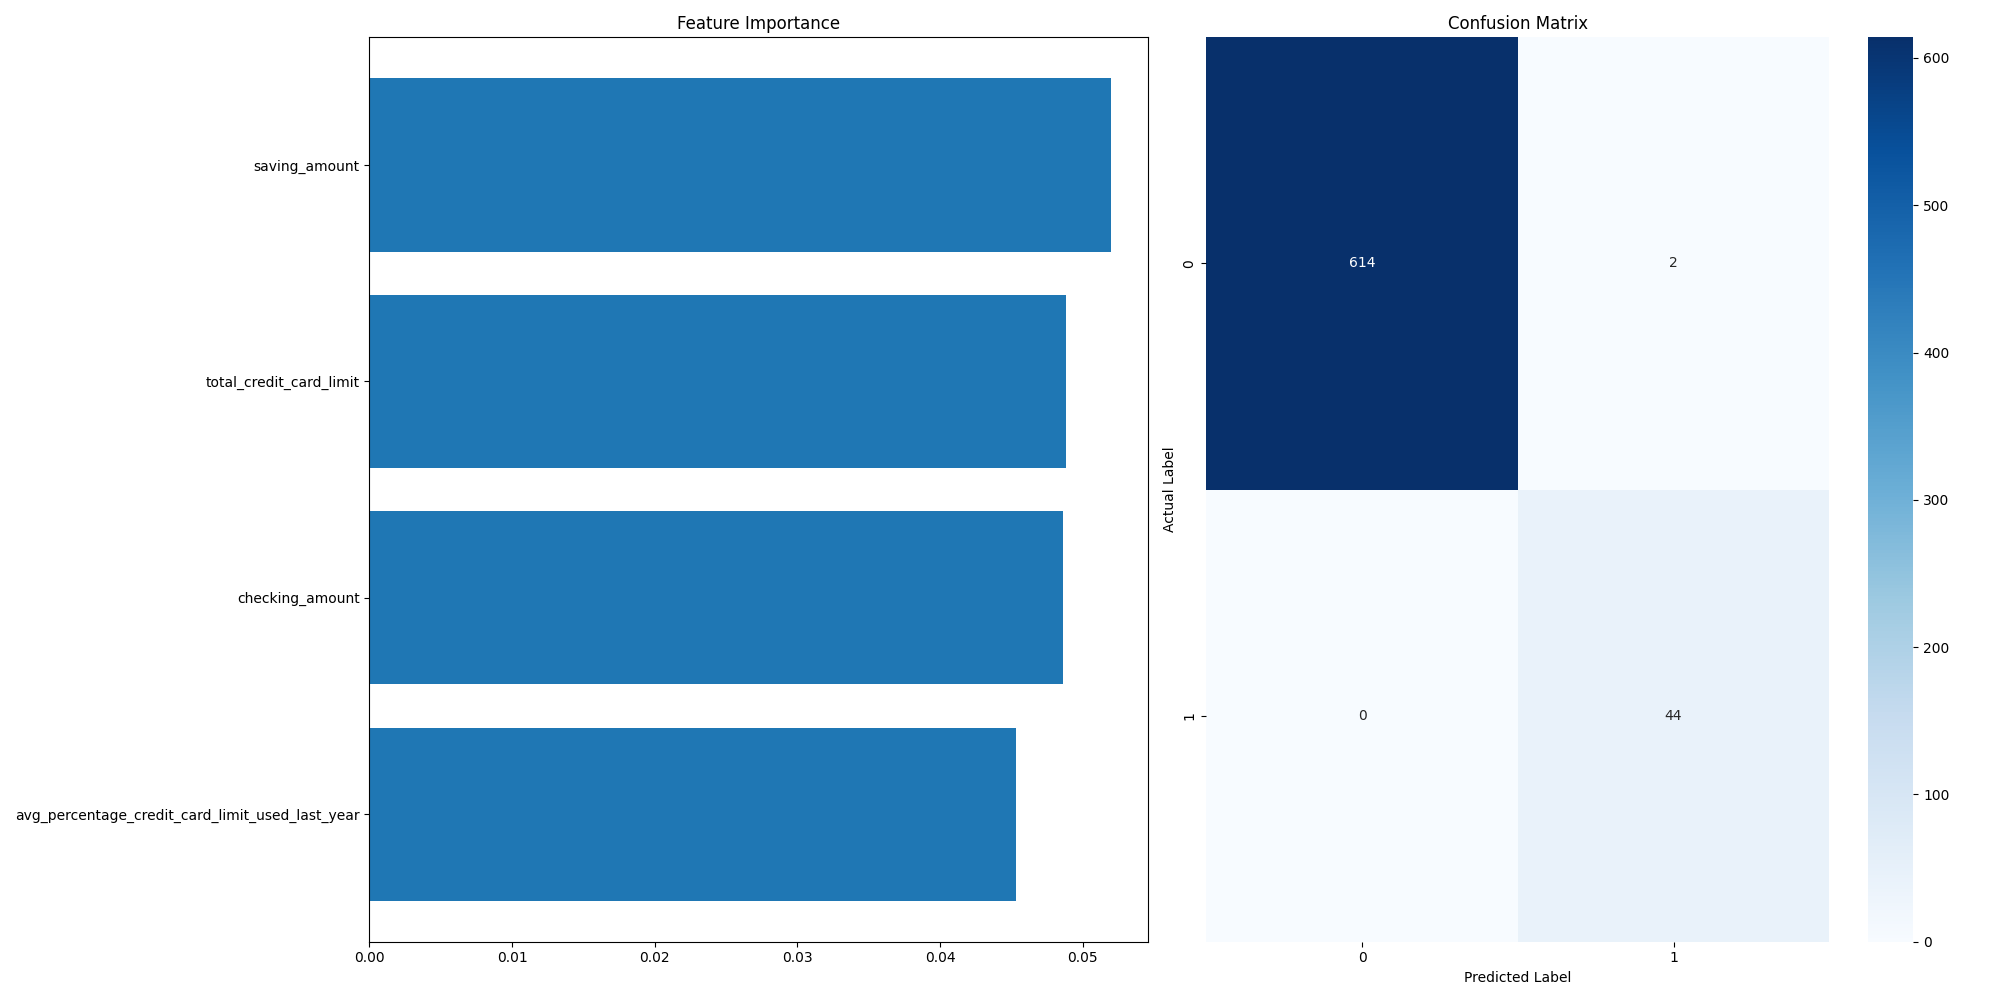 Feature Importance
saving_amount
total_credit_card_limit
checking_amount
avg_percentage_credit_card_limit_used_last_year
0.00 0.01 0.02 0.03 0.04 0.05
Confusion Matrix
Actual Label
0
1
614 2
0 44
0 1
Predicted Label
600
500
400
300
200
100
0